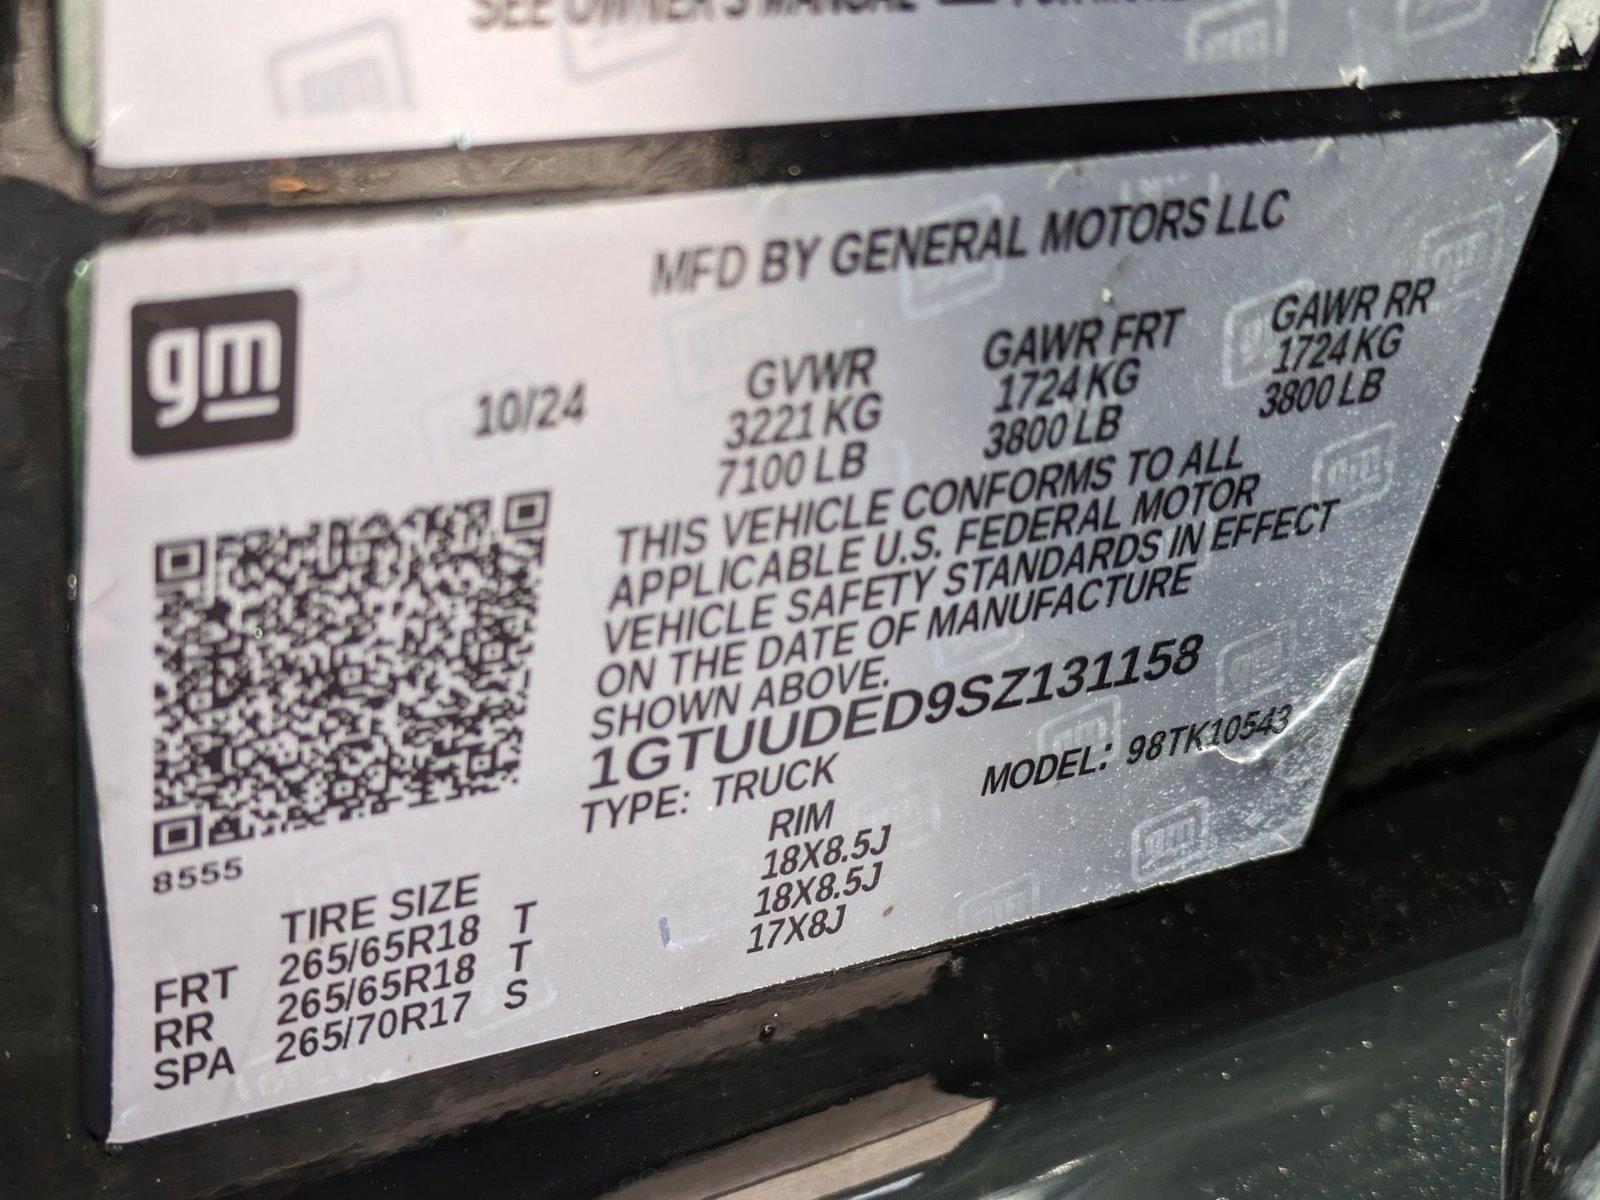 SEE OWNER'S MANUAL
MFD BY GENERAL MOTORS LLC
gm
10/24
GVWR GAWR FRT GAWR RR
3221 KG 1724 KG 1724 KG
7100 LB 3800 LB 3800 LB
THIS VEHICLE CONFORMS TO ALL
APPLICABLE U.S. FEDERAL MOTOR
VEHICLE SAFETY STANDARDS IN EFFECT
ON THE DATE OF MANUFACTURE
SHOWN ABOVE.
1GTUUDED9SZ131158
TYPE: TRUCK MODEL: 98TK10543
8555
TIRE SIZE RIM
FRT 265/65R18 T 18X8.5J
RR 265/65R18 T 18X8.5J
SPA 265/70R17 S 17X8J